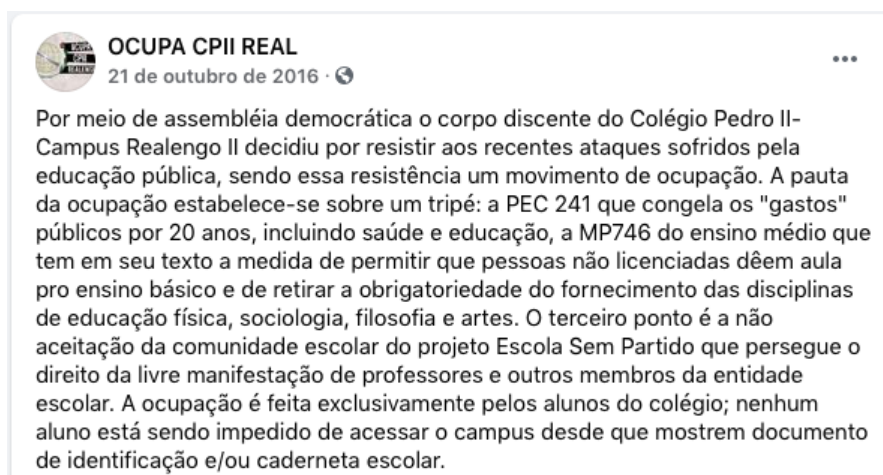 OCUPA CPII REAL
21 de outubro de 2016 ·
Por meio de assembléia democrática o corpo discente do Colégio Pedro II-
Campus Realengo II decidiu por resistir aos recentes ataques sofridos pela
educação pública, sendo essa resistência um movimento de ocupação. A pauta
da ocupação estabelece-se sobre um tripé: a PEC 241 que congela os "gastos"
públicos por 20 anos, incluindo saúde e educação, a MP746 do ensino médio que
tem em seu texto a medida de permitir que pessoas não licenciadas dêem aula
pro ensino básico e de retirar a obrigatoriedade do fornecimento das disciplinas
de educação física, sociologia, filosofia e artes. O terceiro ponto é a não
aceitação da comunidade escolar do projeto Escola Sem Partido que persegue o
direito da livre manifestação de professores e outros membros da entidade
escolar. A ocupação é feita exclusivamente pelos alunos do colégio; nenhum
aluno está sendo impedido de acessar o campus desde que mostrem documento
de identificação e/ou caderneta escolar.